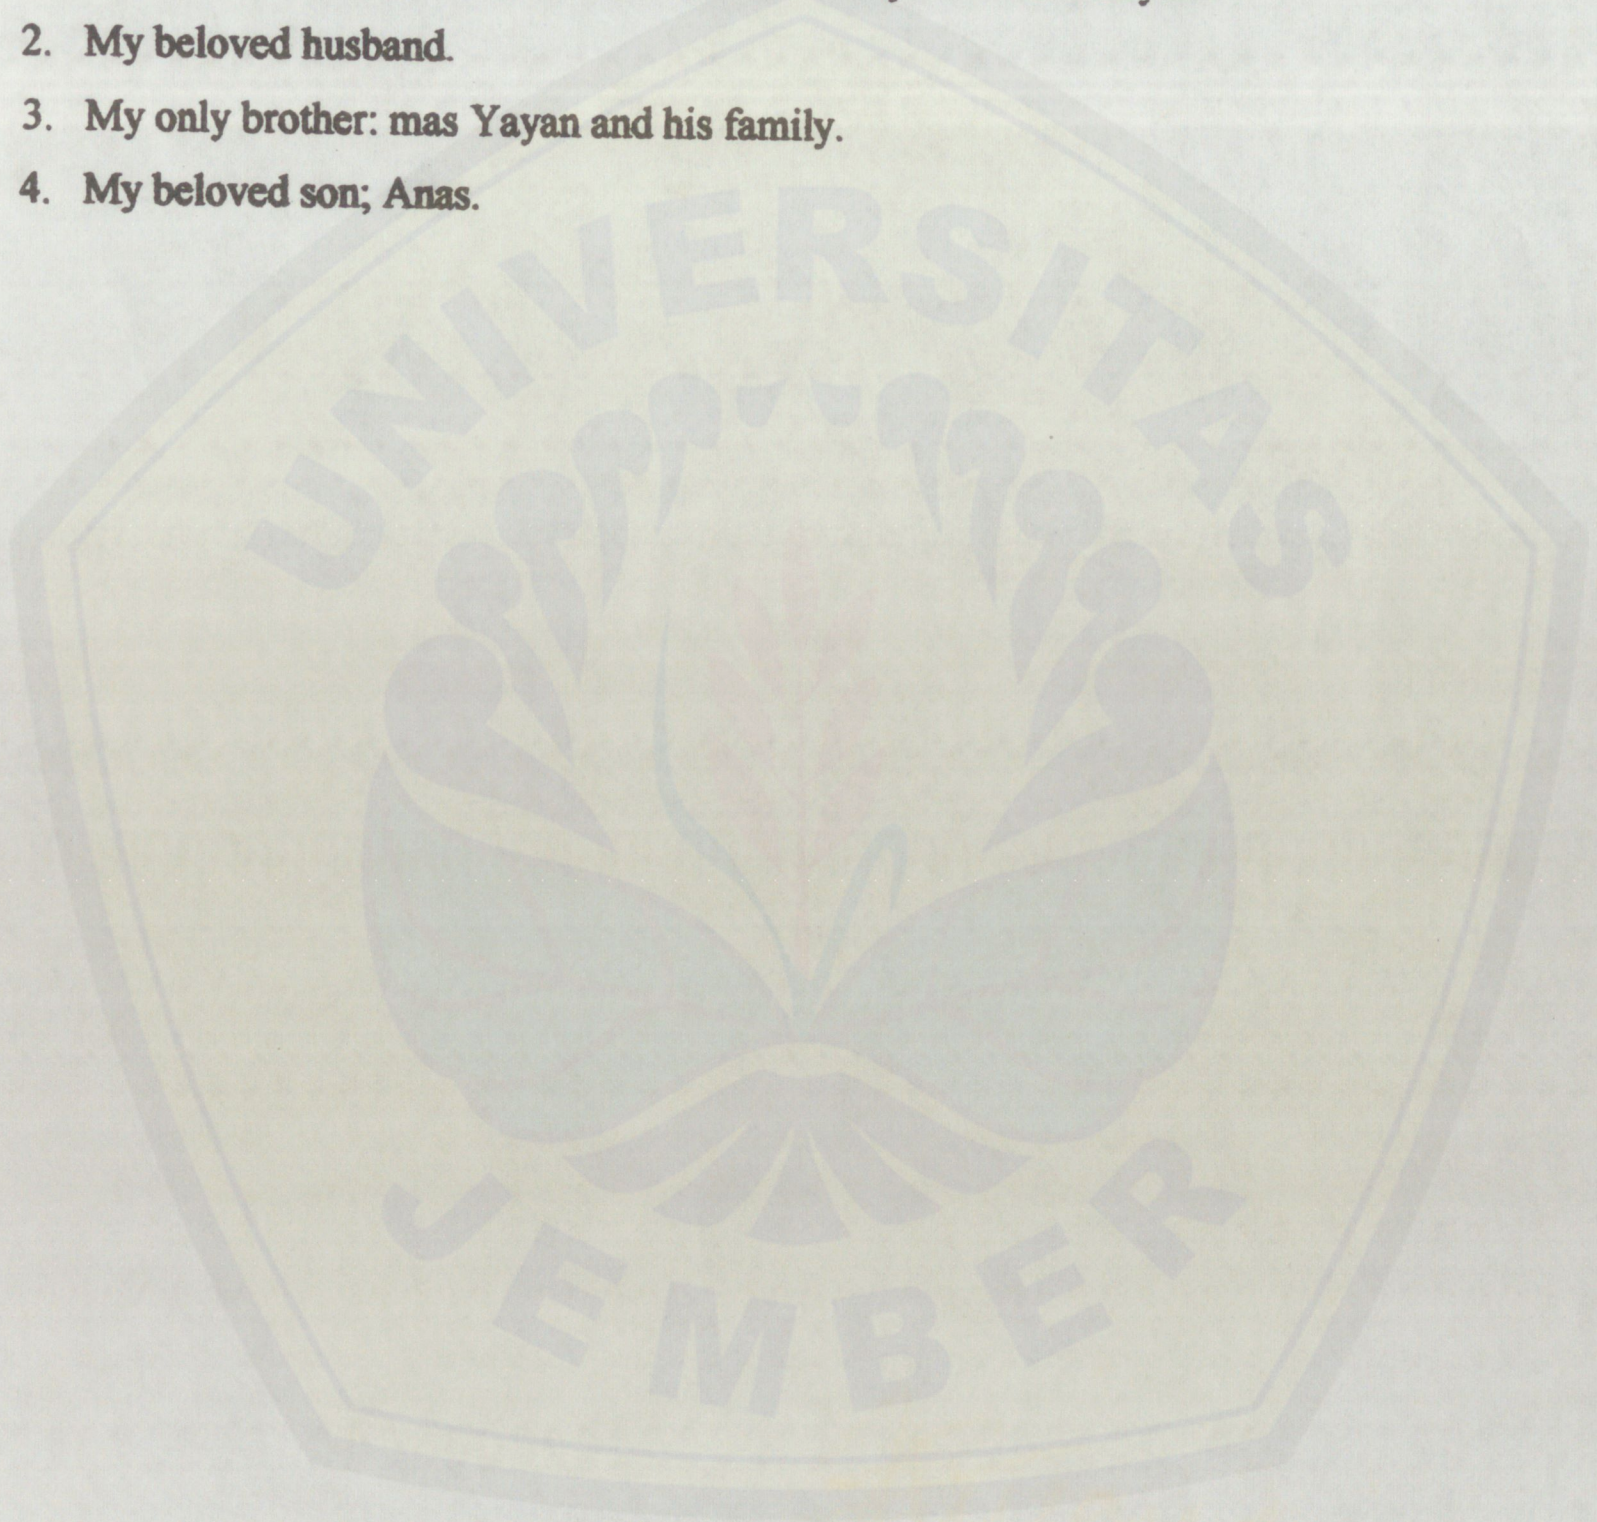 2. My beloved husband.
3. My only brother: mas Yayan and his family.
4. My beloved son; Anas.
UNIVERSITAS
JEMBER